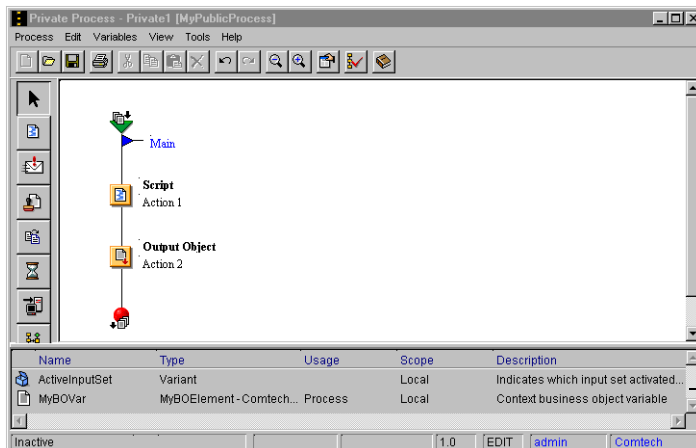 Private Process - Private1 [MyPublicProcess]
Process Edit Variables View Tools Help
Main
Script
Action 1
Output Object
Action 2
Name Type Usage Scope Description
ActiveInputSet Variant Local Indicates which input set activated...
MyBOVar MyBOElement - Comtech... Process Local Context business object variable
Inactive 1.0 EDIT admin Comtech